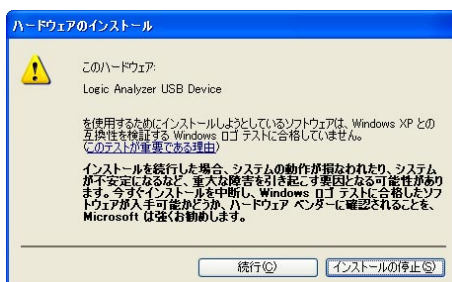 ハードウェアのインストール
このハードウェア:
Logic Analyzer USB Device
を使用するためにインストールしようとしているソフトウェアは、Windows XP との
互換性を検証する Windows ロゴ テストに合格していません。
(このテストが重要である理由)
インストールを続行した場合、システムの動作が損なわれたり、システム
が不安定になるなど、重大な障害を引き起こす要因となる可能性があり
ます。今すぐインストールを中断し、Windows ロゴ テストに合格したソフ
トウェアが入手可能かどうか、ハードウェア ベンダーに確認されることを、
Microsoft は強くお勧めします。
続行(C)
インストールの停止(S)